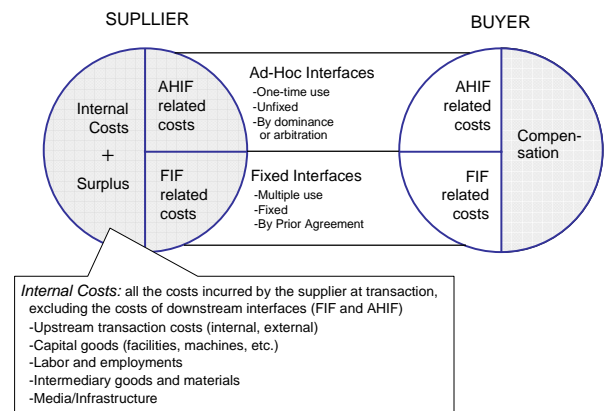 SUPLLIER
BUYER
Internal
Costs
+
Surplus
AHIF
related
costs
FIF
related
costs
Ad-Hoc Interfaces
-One-time use
-Unfixed
-By dominance
or arbitration
Fixed Interfaces
-Multiple use
-Fixed
-By Prior Agreement
AHIF
related
costs
FIF
related
costs
Compen-
sation
Internal Costs: all the costs incurred by the supplier at transaction,
excluding the costs of downstream interfaces (FIF and AHIF)
-Upstream transaction costs (internal, external)
-Capital goods (facilities, machines, etc.)
-Labor and employments
-Intermediary goods and materials
-Media/Infrastructure